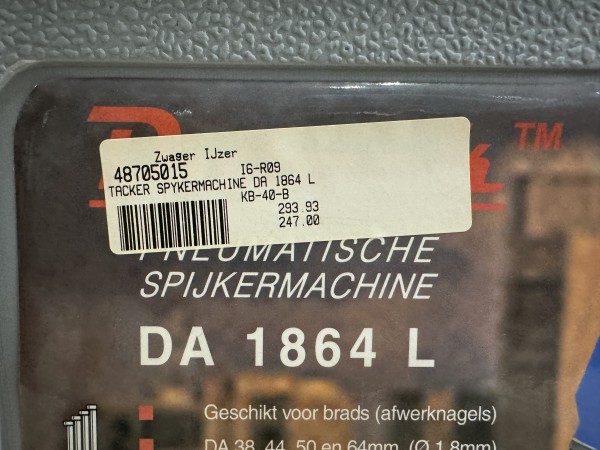 Zwager IJzer
48705015 I6-R09
TACKER SPYKERMACHINE DA 1864 L
KB-40-B
293.93
247.00
TM
PNEUMATISCHE
SPIJKERMACHINE
DA 1864 L
Geschikt voor brads (afwerknagels)
DA 38, 44, 50 en 64mm. (Ø 1,8mm)